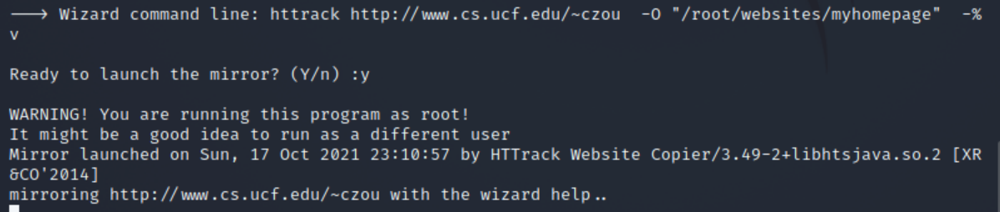 ---> Wizard command line: httrack http://www.cs.ucf.edu/~czou  -O "/root/websites/myhomepage"  -%
v
Ready to launch the mirror? (Y/n) :y
WARNING! You are running this program as root!
It might be a good idea to run as a different user
Mirror launched on Sun, 17 Oct 2021 23:10:57 by HTTrack Website Copier/3.49-2+libhtsjava.so.2 [XR
&CO'2014]
mirroring http://www.cs.ucf.edu/~czou with the wizard help..